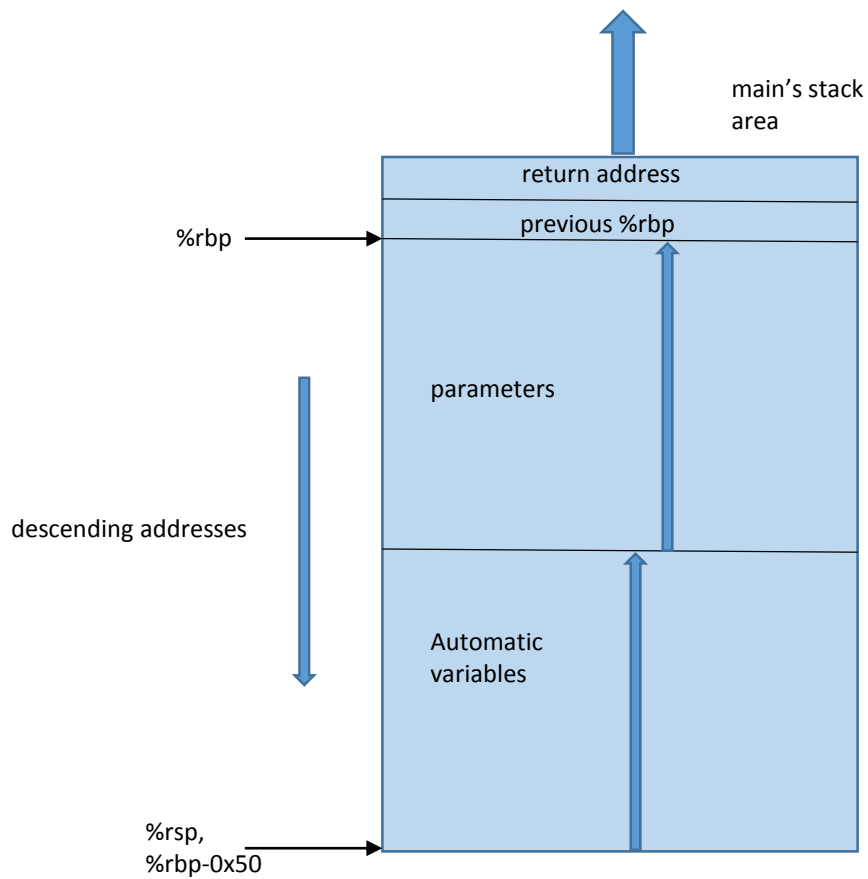 main’s stack
area
return address
previous %rbp
%rbp
parameters
descending addresses
Automatic
variables
%rsp,
%rbp-0x50